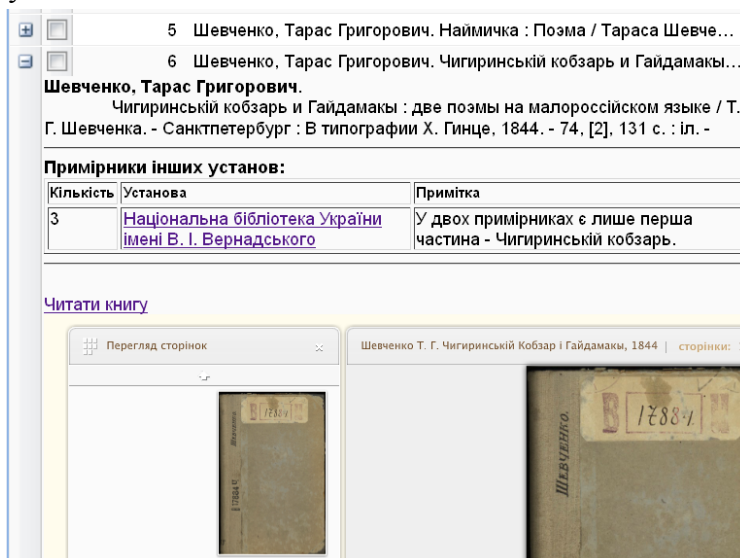 5 Шевченко, Тарас Григорович. Наймичка : Поэма / Тараса Шевче...
6 Шевченко, Тарас Григорович. Чигиринській кобзарь и Гайдамакы...
Шевченко, Тарас Григорович.
Чигиринській кобзарь и Гайдамакы : две поэмы на малороссійском языке / Т.
Г. Шевченка. - Санктпетербург : В типографии Х. Гинце, 1844. - 74, [2], 131 с. : іл. -
Примірники інших установ:
Кількість Установа Примітка
3 Національна бібліотека України У двох примірниках є лише перша
імені В. І. Вернадського частина - Чигиринській кобзарь.
Читати книгу
Перегляд сторінок ×
Шевченко Т. Г. Чигиринській Кобзар і Гайдамакы, 1844 | сторінки:
Шевченко.